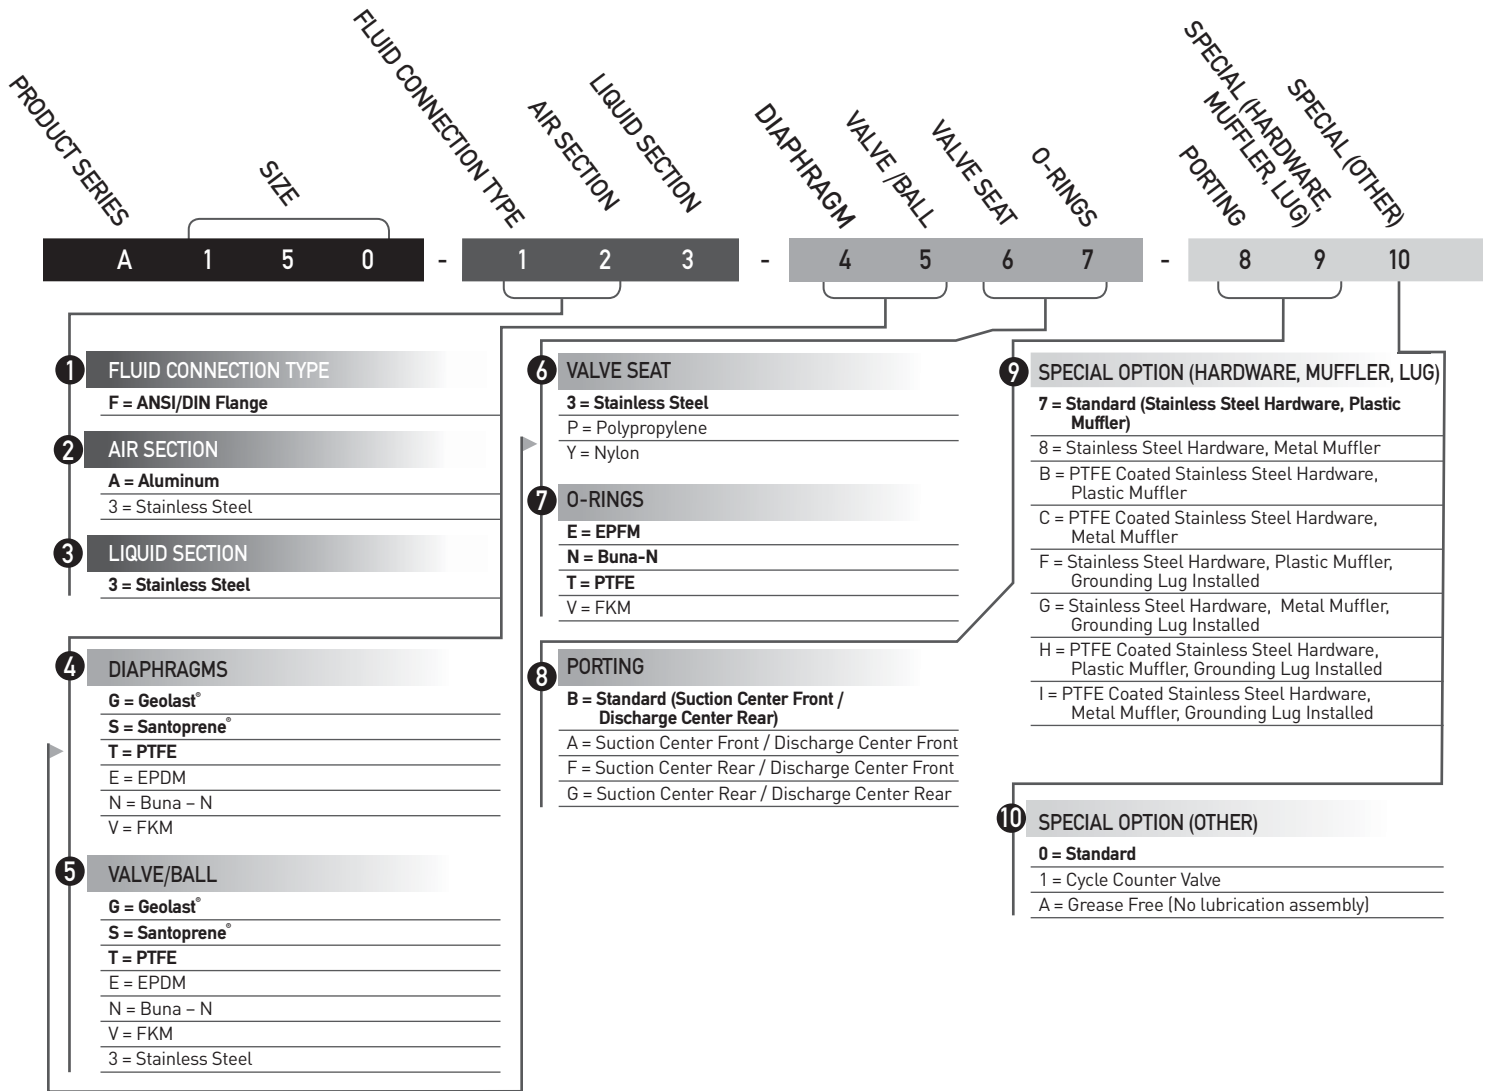 PRODUCT SERIES
SIZE
FLUID CONNECTION TYPE
AIR SECTION
LIQUID SECTION
DIAPHRAGM
VALVE /BALL
VALVE SEAT
O-RINGS
PORTING
SPECIAL (HARDWARE,
MUFFLER, LUG)
SPECIAL (OTHER)
A 1 5 0 - 1 2 3 - 4 5 6 7 - 8 9 10
1 FLUID CONNECTION TYPE
F = ANSI/DIN Flange
2 AIR SECTION
A = Aluminum
3 = Stainless Steel
3 LIQUID SECTION
3 = Stainless Steel
4 DIAPHRAGMS
G = Geolast®
S = Santoprene®
T = PTFE
E = EPDM
N = Buna – N
V = FKM
5 VALVE/BALL
G = Geolast®
S = Santoprene®
T = PTFE
E = EPDM
N = Buna – N
V = FKM
3 = Stainless Steel
6 VALVE SEAT
3 = Stainless Steel
P = Polypropylene
Y = Nylon
7 O-RINGS
E = EPFM
N = Buna-N
T = PTFE
V = FKM
8 PORTING
B = Standard (Suction Center Front /
Discharge Center Rear)
A = Suction Center Front / Discharge Center Front
F = Suction Center Rear / Discharge Center Front
G = Suction Center Rear / Discharge Center Rear
9 SPECIAL OPTION (HARDWARE, MUFFLER, LUG)
7 = Standard (Stainless Steel Hardware, Plastic
Muffler)
8 = Stainless Steel Hardware, Metal Muffler
B = PTFE Coated Stainless Steel Hardware,
Plastic Muffler
C = PTFE Coated Stainless Steel Hardware,
Metal Muffler
F = Stainless Steel Hardware, Plastic Muffler,
Grounding Lug Installed
G = Stainless Steel Hardware, Metal Muffler,
Grounding Lug Installed
H = PTFE Coated Stainless Steel Hardware,
Plastic Muffler, Grounding Lug Installed
I = PTFE Coated Stainless Steel Hardware,
Metal Muffler, Grounding Lug Installed
10 SPECIAL OPTION (OTHER)
0 = Standard
1 = Cycle Counter Valve
A = Grease Free (No lubrication assembly)